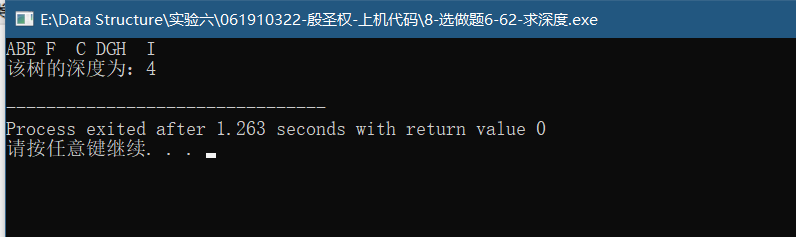 E:\Data Structure\实验六\061910322-殷圣权-上机代码\8-选做题6-62-求深度.exe
ABE F  C DGH  I
该树的深度为：4
--------------------------------
Process exited after 1.263 seconds with return value 0
请按任意键继续. . .